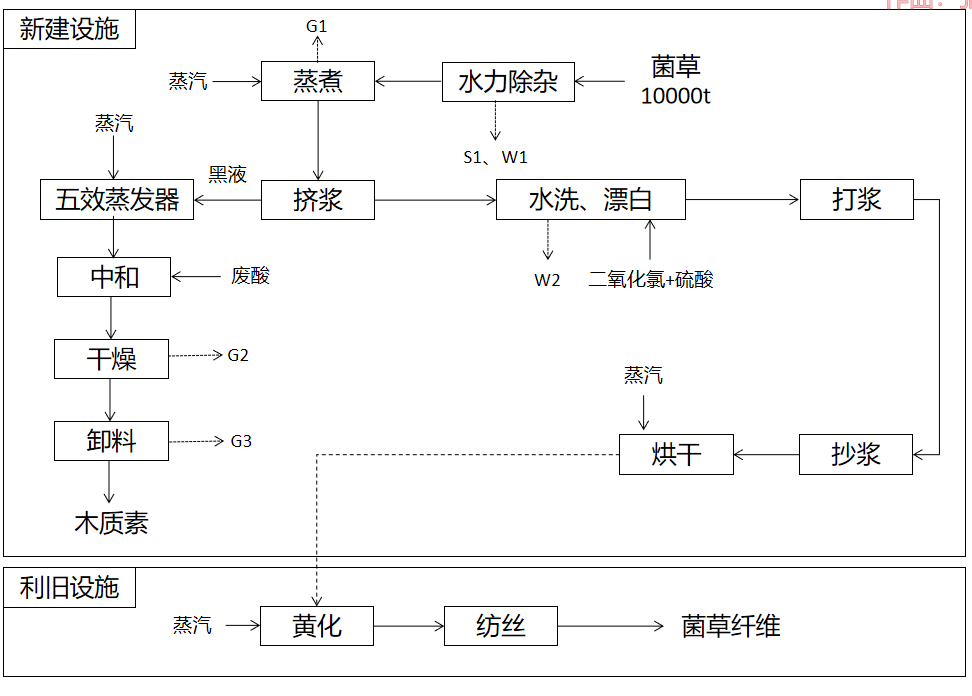 新建设施
G1
蒸汽
蒸煮
水力除杂
菌草
10000t
蒸汽
S1、W1
五效蒸发器
黑液
挤浆
水洗、漂白
打浆
中和
废酸
W2
二氧化氯+硫酸
干燥
G2
蒸汽
卸料
G3
烘干
抄浆
木质素
利旧设施
蒸汽
黄化
纺丝
菌草纤维